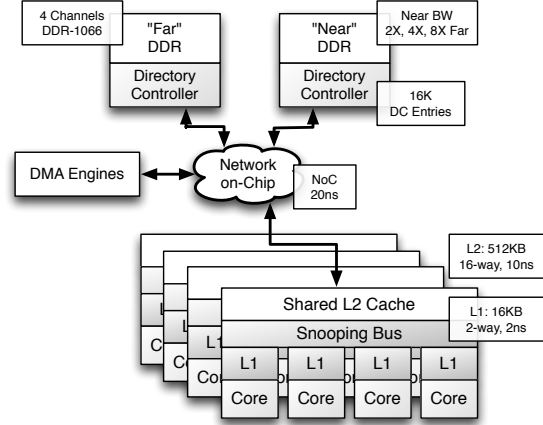 4 Channels
DDR-1066
"Far"
DDR
Directory
Controller
"Near"
DDR
Directory
Controller
Near BW
2X, 4X, 8X Far
16K
DC Entries
DMA Engines
Network
on-Chip
NoC
20ns
L2: 512KB
16-way, 10ns
Shared L2 Cache
L1: 16KB
2-way, 2ns
Snooping Bus
L1
L1
L1
L1
L1
Core
Core
Core
Core